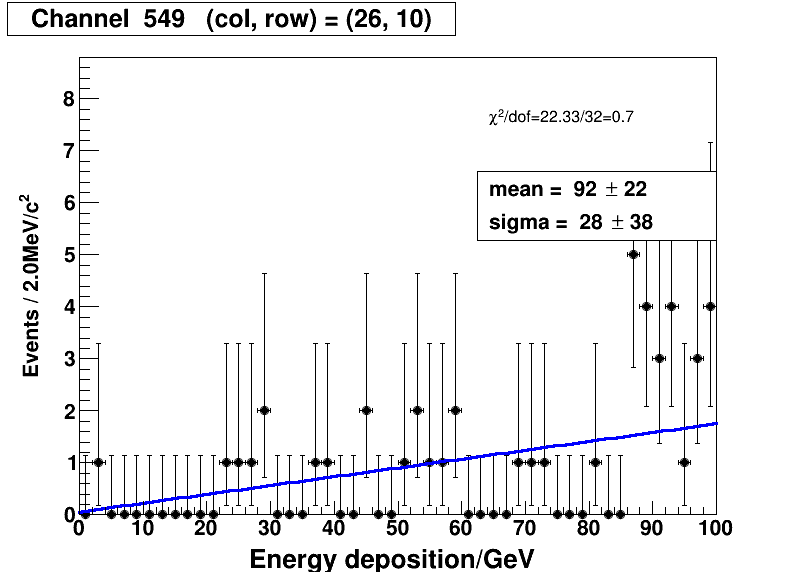 Channel 549 (col, row) = (26, 10)
χ²/dof=22.33/32=0.7
mean = 92 ± 22
sigma = 28 ± 38
Events / 2.0MeV/c²
8
7
6
5
4
3
2
1
0
0 10 20 30 40 50 60 70 80 90 100
Energy deposition/GeV